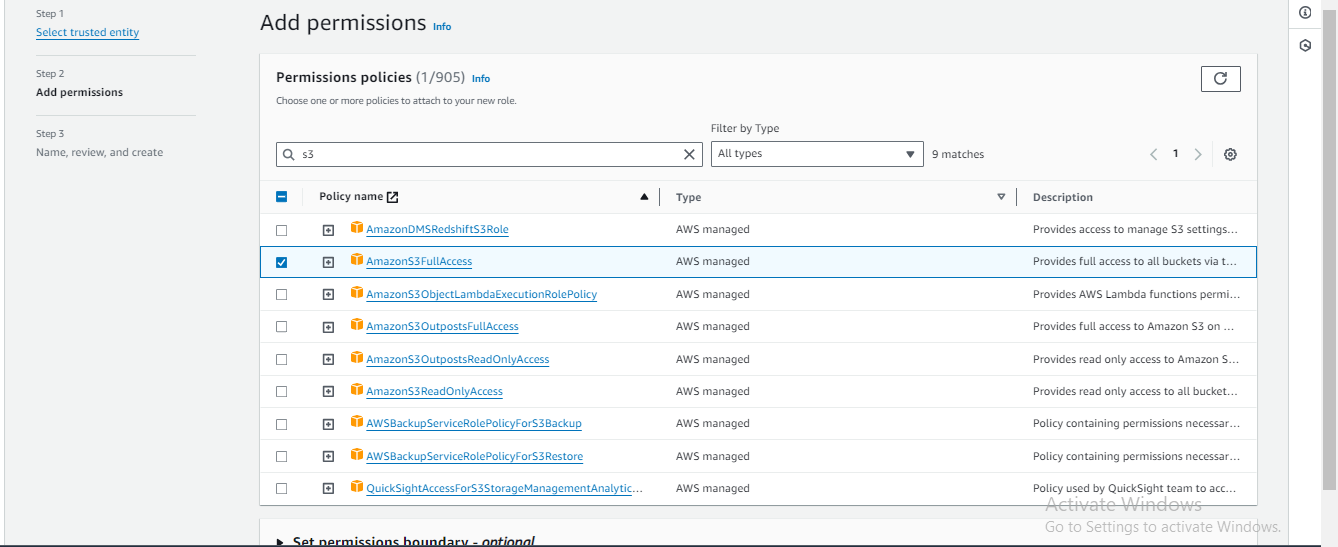 Step 1
Select trusted entity
Step 2
Add permissions
Step 3
Name, review, and create
Add permissions Info
Permissions policies (1/905) Info
Choose one or more policies to attach to your new role.
Filter by Type
s3
All types
9 matches
1
Policy name Type Description
AmazonDMSRedshiftS3Role AWS managed Provides access to manage S3 settings...
AmazonS3FullAccess AWS managed Provides full access to all buckets via t...
AmazonS3ObjectLambdaExecutionRolePolicy AWS managed Provides AWS Lambda functions permi...
AmazonS3OutpostsFullAccess AWS managed Provides full access to Amazon S3 on ...
AmazonS3OutpostsReadOnlyAccess AWS managed Provides read only access to Amazon S...
AmazonS3ReadOnlyAccess AWS managed Provides read only access to all bucket...
AWSBackupServiceRolePolicyForS3Backup AWS managed Policy containing permissions necessar...
AWSBackupServiceRolePolicyForS3Restore AWS managed Policy containing permissions necessar...
QuickSightAccessForS3StorageManagementAnalytic... AWS managed Policy used by QuickSight team to acc...
Activate Windows
Go to Settings to activate Windows.
Set permissions boundary - optional